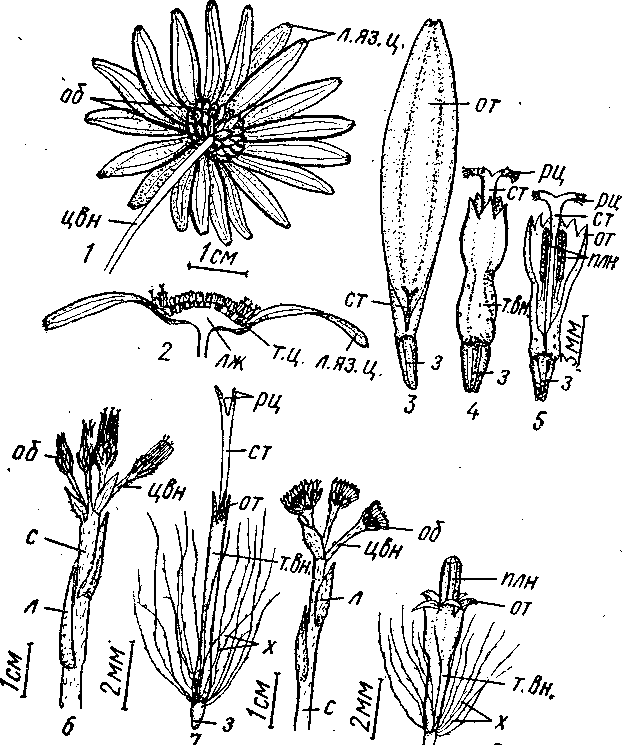 л.яз.ц.
об
цвн
1
1см
от
рц
ст
рц
ст
от
плн
ст
т.вн.
3мм
з
з
з
3
4
5
2
лж
т.ц.
л.яз.ц.
об
цвн
с
л
1см
6
рц
ст
от
т.вн.
х
2мм
з
7
об
цвн
л
с
1см
плн
от
т.вн.
х
2мм